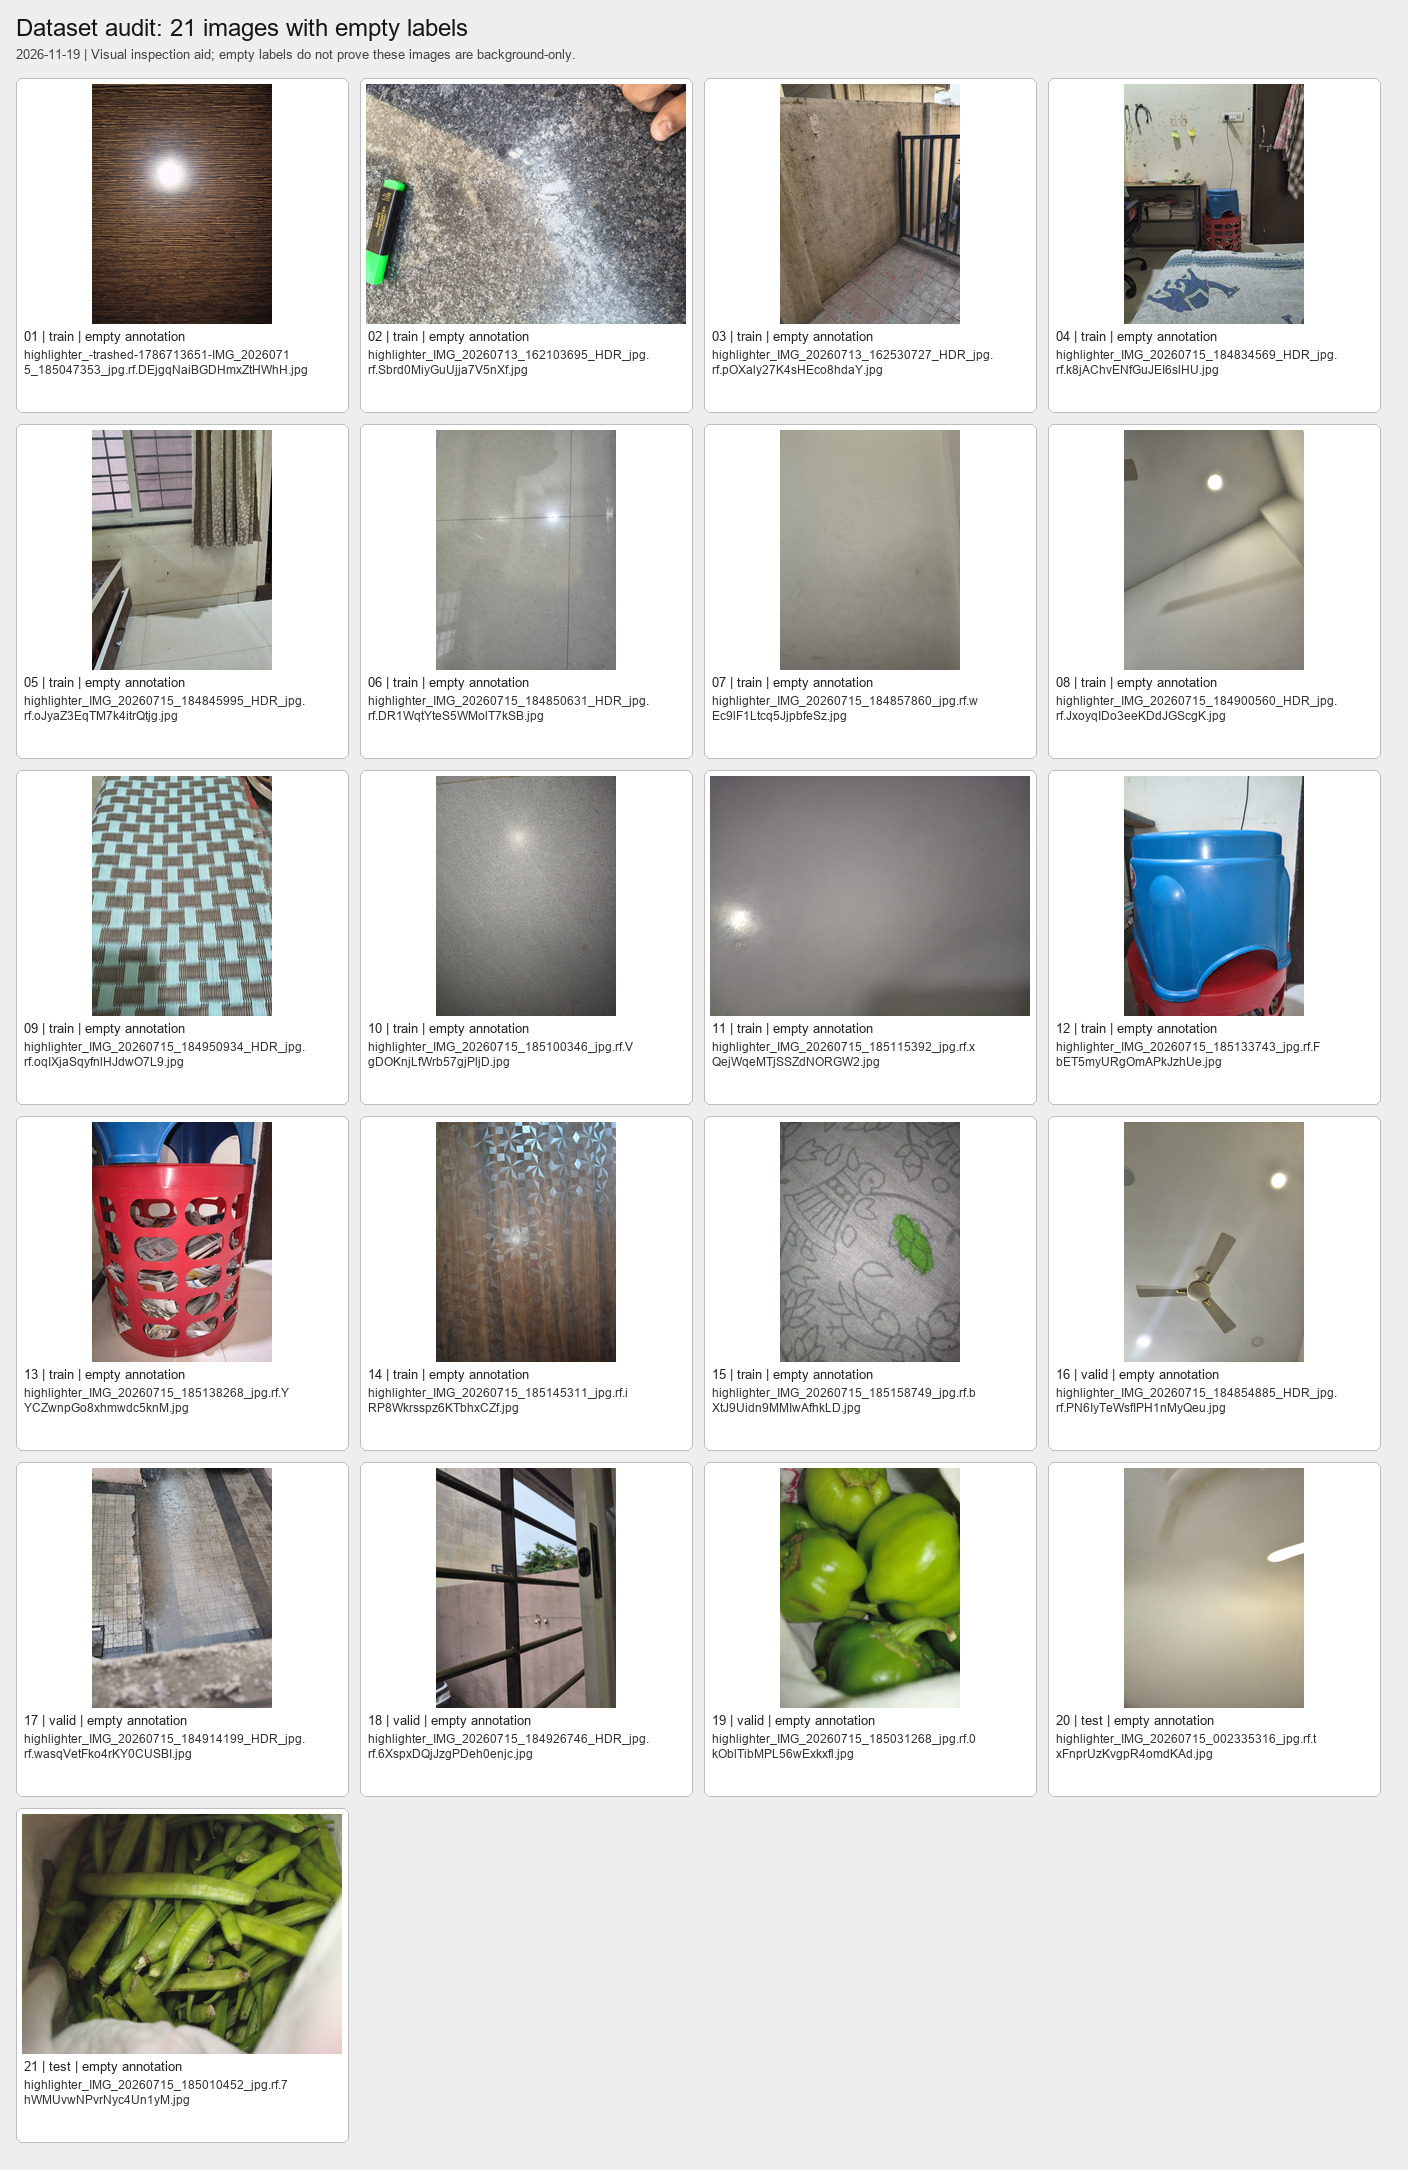 Dataset audit: 21 images with empty labels
2026-11-19 | Visual inspection aid; empty labels do not prove these images are background-only.
01 | train | empty annotation
highlighter_-trashed-1786713651-IMG_2026071
5_185047353_jpg.rf.DEjgqNaiBGDHmxZtHWhH.jpg
02 | train | empty annotation
highlighter_IMG_20260713_162103695_HDR_jpg.
rf.Sbrd0MiyGuUjja7V5nXf.jpg
03 | train | empty annotation
highlighter_IMG_20260713_162530727_HDR_jpg.
rf.pOXaly27K4sHEco8hdaY.jpg
04 | train | empty annotation
highlighter_IMG_20260715_184834569_HDR_jpg.
rf.k8jAChvENfGuJEI6slHU.jpg
05 | train | empty annotation
highlighter_IMG_20260715_184845995_HDR_jpg.
rf.oJyaZ3EqTM7k4itrQtjg.jpg
06 | train | empty annotation
highlighter_IMG_20260715_184850631_HDR_jpg.
rf.DR1WqtYteS5WMolT7kSB.jpg
07 | train | empty annotation
highlighter_IMG_20260715_184857860_jpg.rf.w
Ec9lF1Ltcq5JjpbfeSz.jpg
08 | train | empty annotation
highlighter_IMG_20260715_184900560_HDR_jpg.
rf.JxoyqIDo3eeKDdJGScgK.jpg
09 | train | empty annotation
highlighter_IMG_20260715_184950934_HDR_jpg.
rf.oqIXjaSqyfnlHJdwO7L9.jpg
10 | train | empty annotation
highlighter_IMG_20260715_185100346_jpg.rf.V
gDOKnjLfWrb57gjPljD.jpg
11 | train | empty annotation
highlighter_IMG_20260715_185115392_jpg.rf.x
QejWqeMTjSSZdNORGW2.jpg
12 | train | empty annotation
highlighter_IMG_20260715_185133743_jpg.rf.F
bET5myURgOmAPkJzhUe.jpg
13 | train | empty annotation
highlighter_IMG_20260715_185138268_jpg.rf.Y
YCZwnpGo8xhmwdc5knM.jpg
14 | train | empty annotation
highlighter_IMG_20260715_185145311_jpg.rf.i
RP8Wkrsspz6KTbhxCZf.jpg
15 | train | empty annotation
highlighter_IMG_20260715_185158749_jpg.rf.b
XtJ9Uidn9MMIwAfhkLD.jpg
16 | valid | empty annotation
highlighter_IMG_20260715_184854885_HDR_jpg.
rf.PN6IyTeWsflPH1nMyQeu.jpg
17 | valid | empty annotation
highlighter_IMG_20260715_184914199_HDR_jpg.
rf.wasqVetFko4rKY0CUSBI.jpg
18 | valid | empty annotation
highlighter_IMG_20260715_184926746_HDR_jpg.
rf.6XspxDQjJzgPDeh0enjc.jpg
19 | valid | empty annotation
highlighter_IMG_20260715_185031268_jpg.rf.0
kOblTibMPL56wExkxfl.jpg
20 | test | empty annotation
highlighter_IMG_20260715_002335316_jpg.rf.t
xFnprUzKvgpR4omdKAd.jpg
21 | test | empty annotation
highlighter_IMG_20260715_185010452_jpg.rf.7
hWMUvwNPvrNyc4Un1yM.jpg